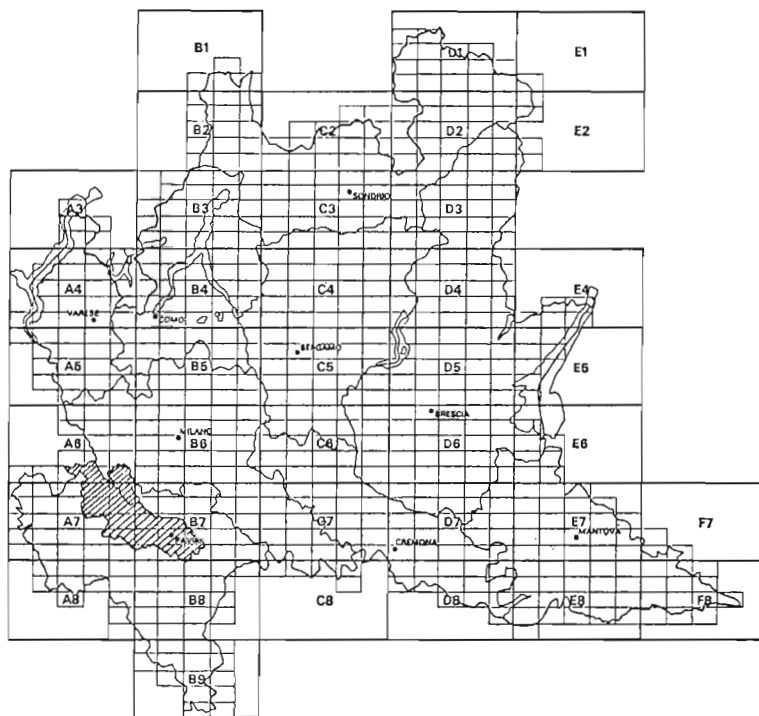 B1
D1
E1
B2
C2
D2
E2
A3
B3
C3
SONDRIO
D3
A4
B4
C4
D4
E4
VARESE
COMO
BERGAMO
A5
B5
C5
D5
E5
BRESCIA
MILANO
A6
B6
C6
D6
E6
A7
B7
C7
D7
E7
F7
MANTOVA
CREMONA
A8
B8
C8
D8
E8
F8
B9